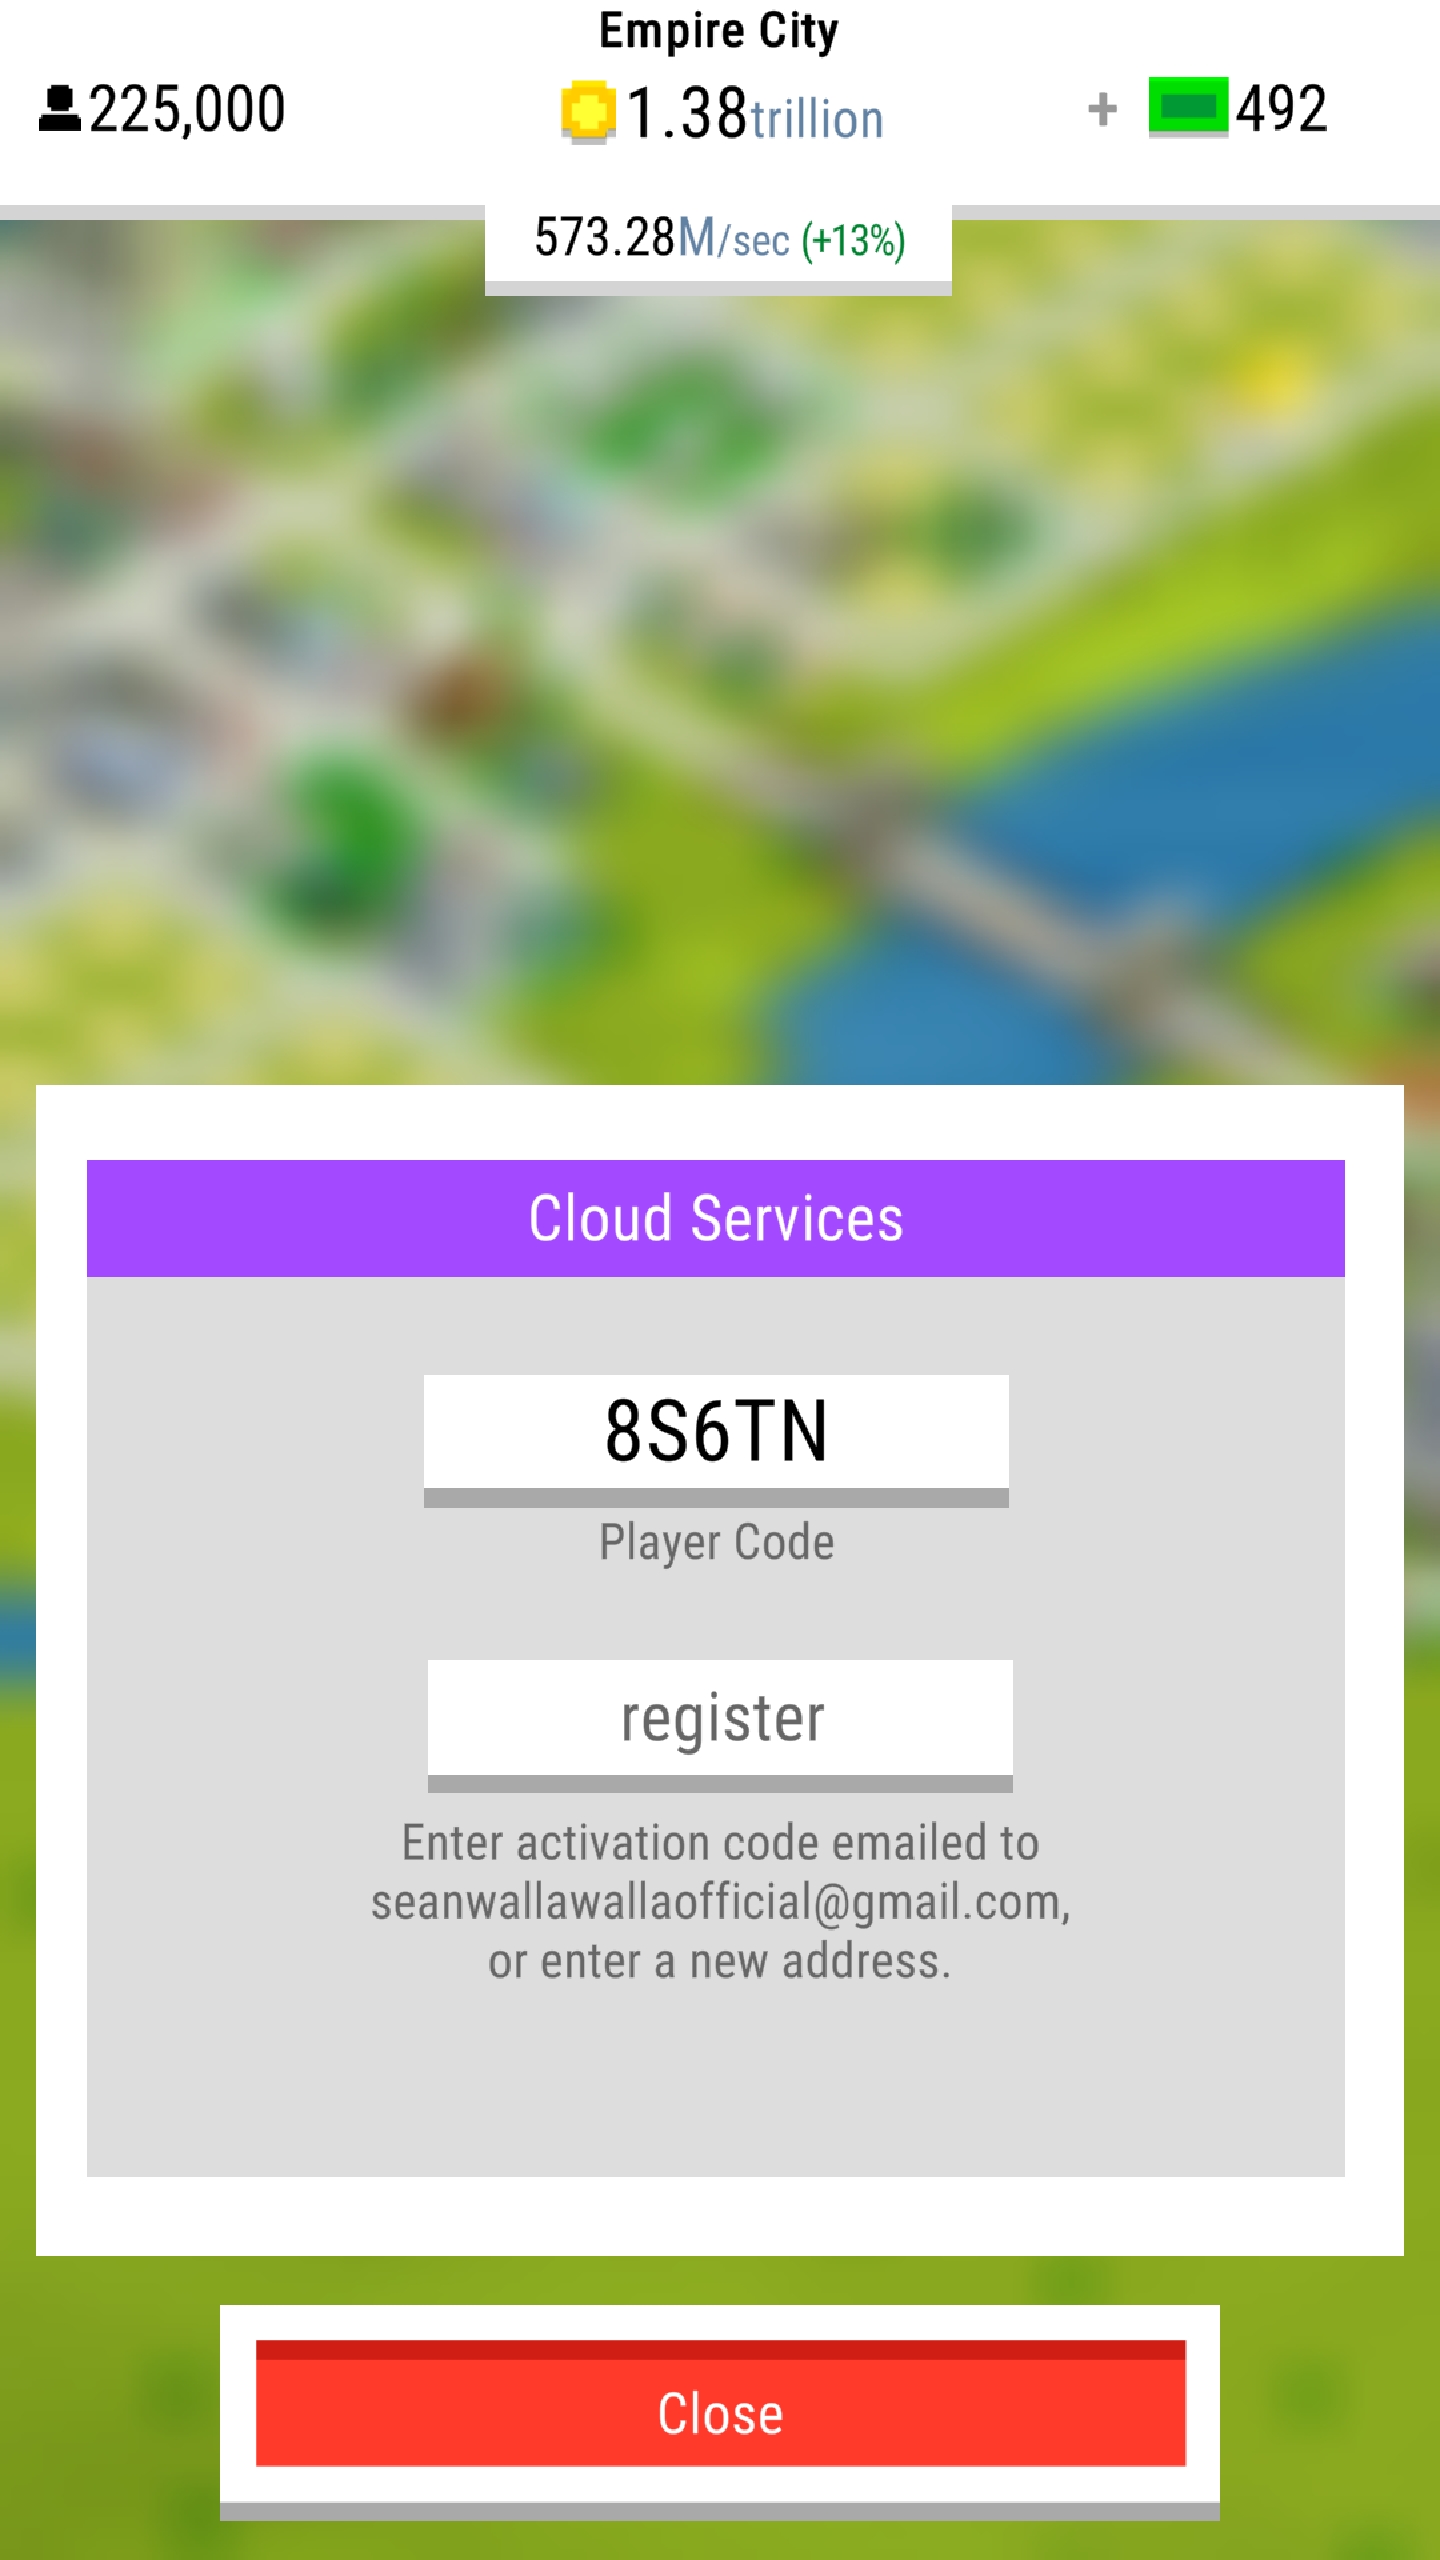 Empire City
225,000
1.38trillion
+ 492
573.28M/sec (+13%)
Cloud Services
8S6TN
Player Code
register
Enter activation code emailed to
seanwallawallaofficial@gmail.com,
or enter a new address.
Close